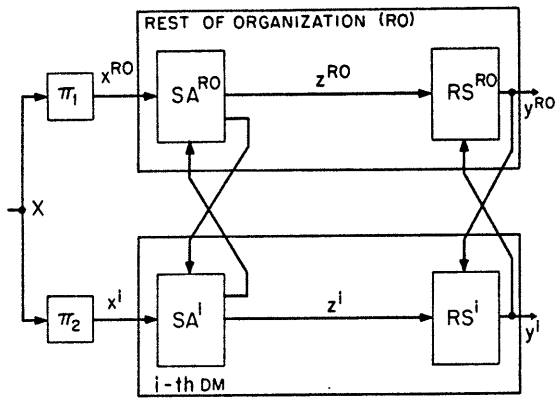 REST OF ORGANIZATION (RO)
x^RO
z^RO
π₁
SA^RO
RS^RO
y^RO
X
x^i
z^i
π₂
SA^i
RS^i
y^i
i-th DM